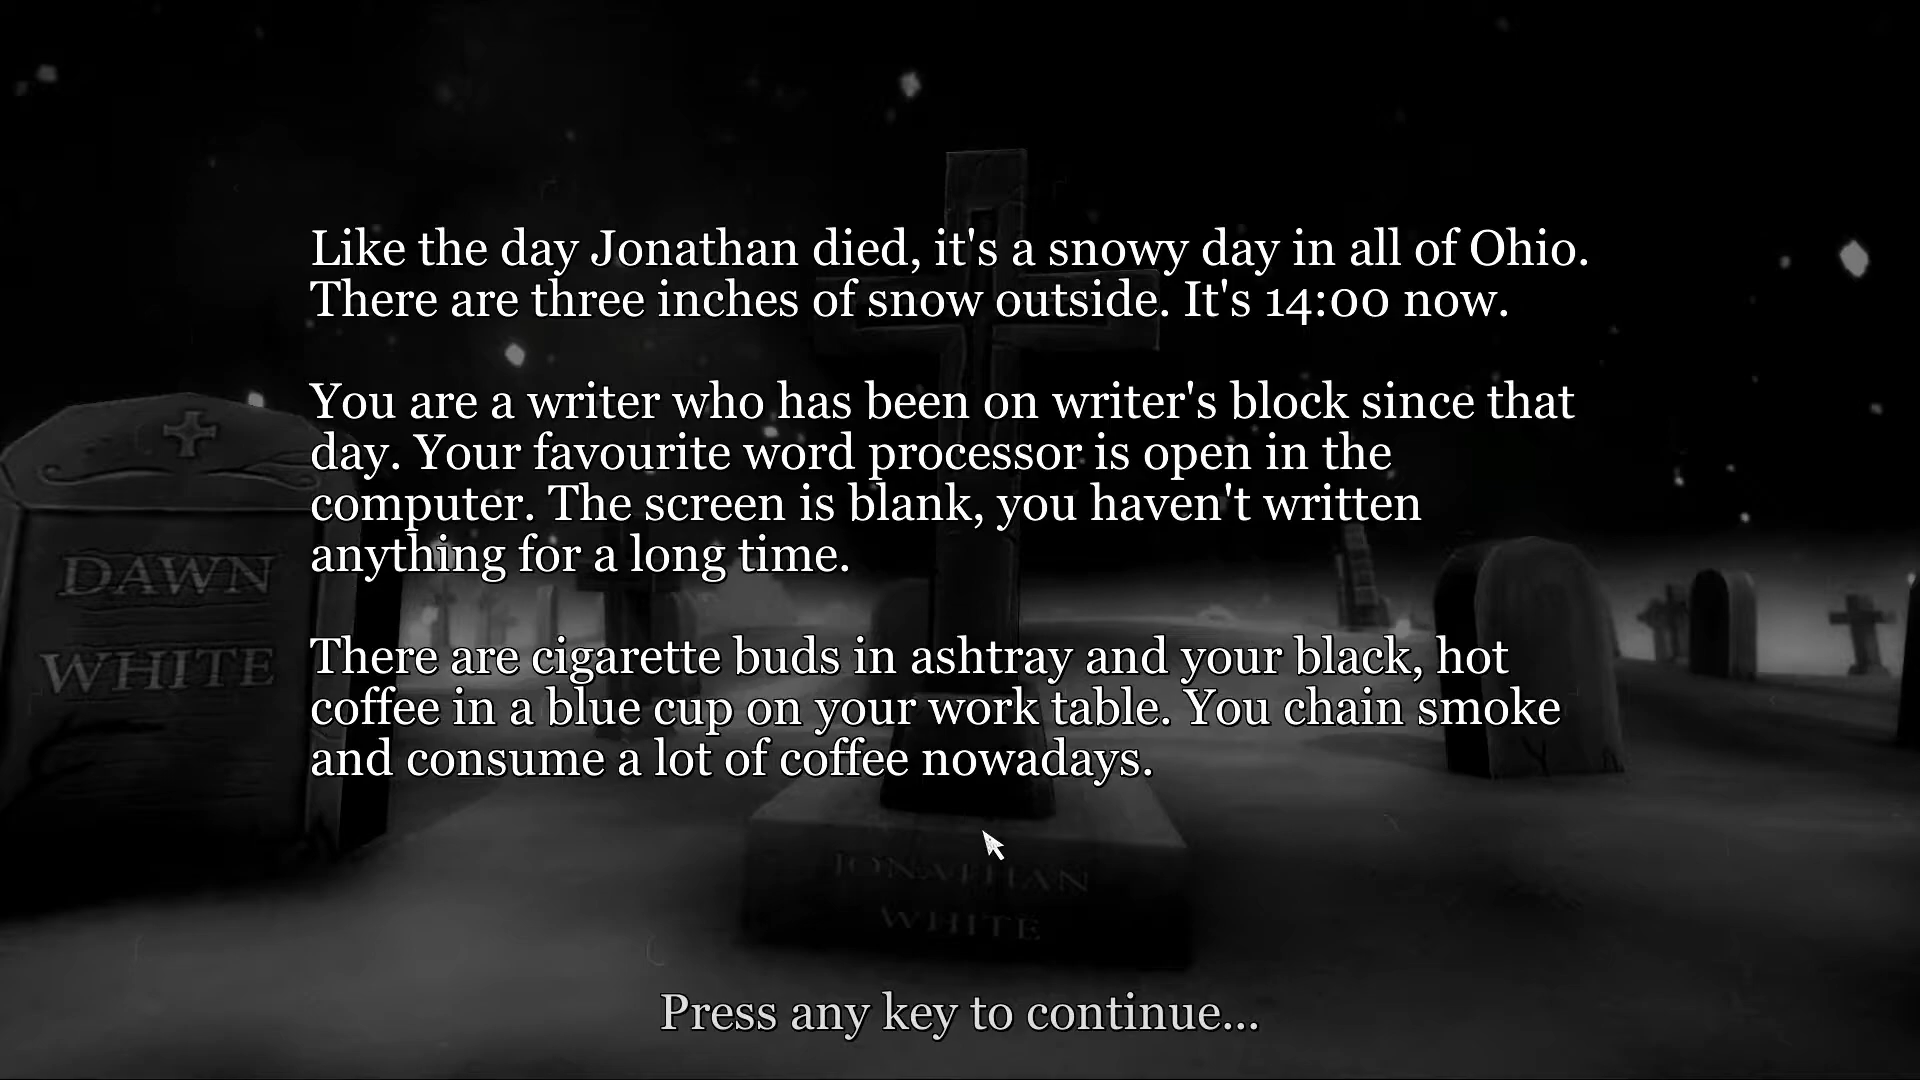 Like the day Jonathan died, it's a snowy day in all of Ohio.
There are three inches of snow outside. It's 14:00 now.
You are a writer who has been on writer's block since that
day. Your favourite word processor is open in the
computer. The screen is blank, you haven't written
anything for a long time.
There are cigarette buds in ashtray and your black, hot
coffee in a blue cup on your work table. You chain smoke
and consume a lot of coffee nowadays.
DAWN
WHITE
JONATHAN
WHITE
Press any key to continue...